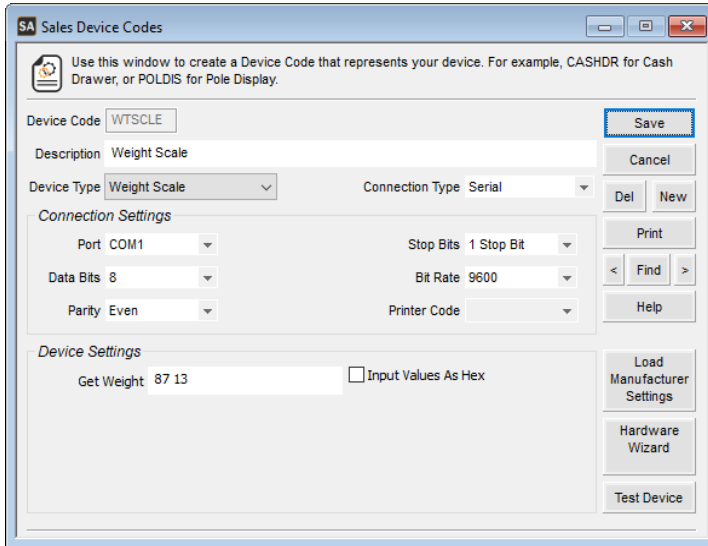 SA Sales Device Codes
Use this window to create a Device Code that represents your device. For example, CASHDR for Cash
Drawer, or POLDIS for Pole Display.
Device Code WTSCLE
Save
Description Weight Scale
Cancel
Device Type Weight Scale Connection Type Serial
Del New
Connection Settings
Port COM1 Stop Bits 1 Stop Bit
Print
Data Bits 8 Bit Rate 9600
< Find >
Parity Even Printer Code
Help
Device Settings
Get Weight 87 13 Input Values As Hex
Load
Manufacturer
Settings
Hardware
Wizard
Test Device